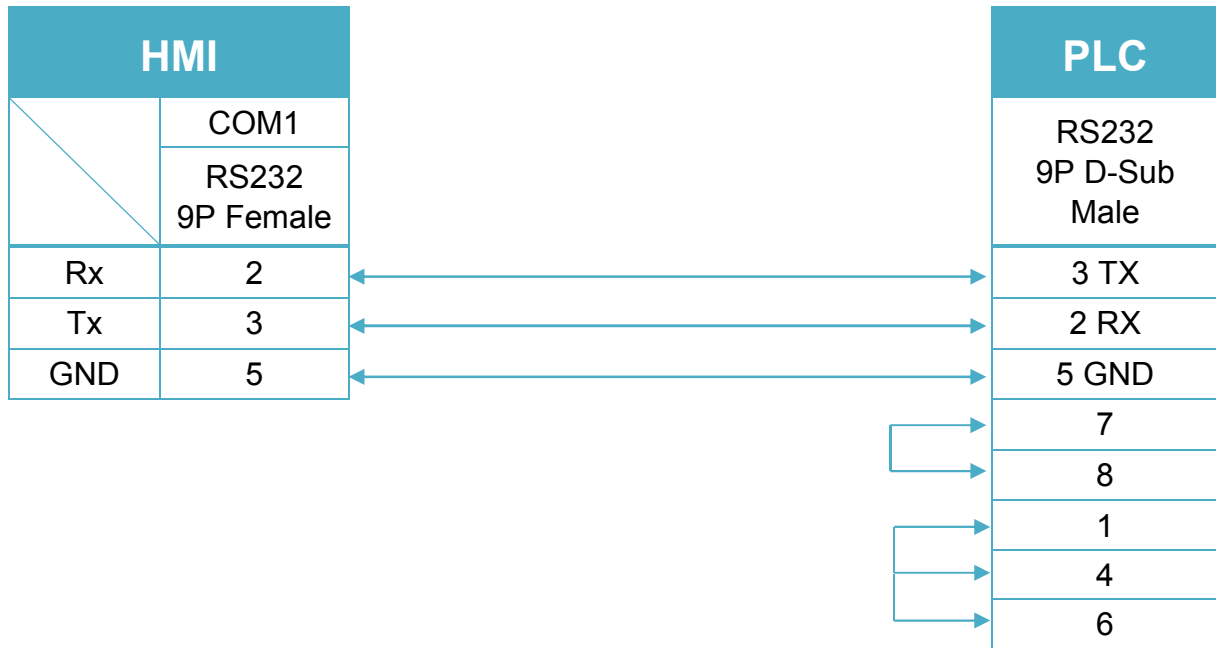 HMI
PLC
COM1
RS232
9P Female
RS232
9P D-Sub
Male
Rx 2 3 TX
Tx 3 2 RX
GND 5 5 GND
7
8
1
4
6